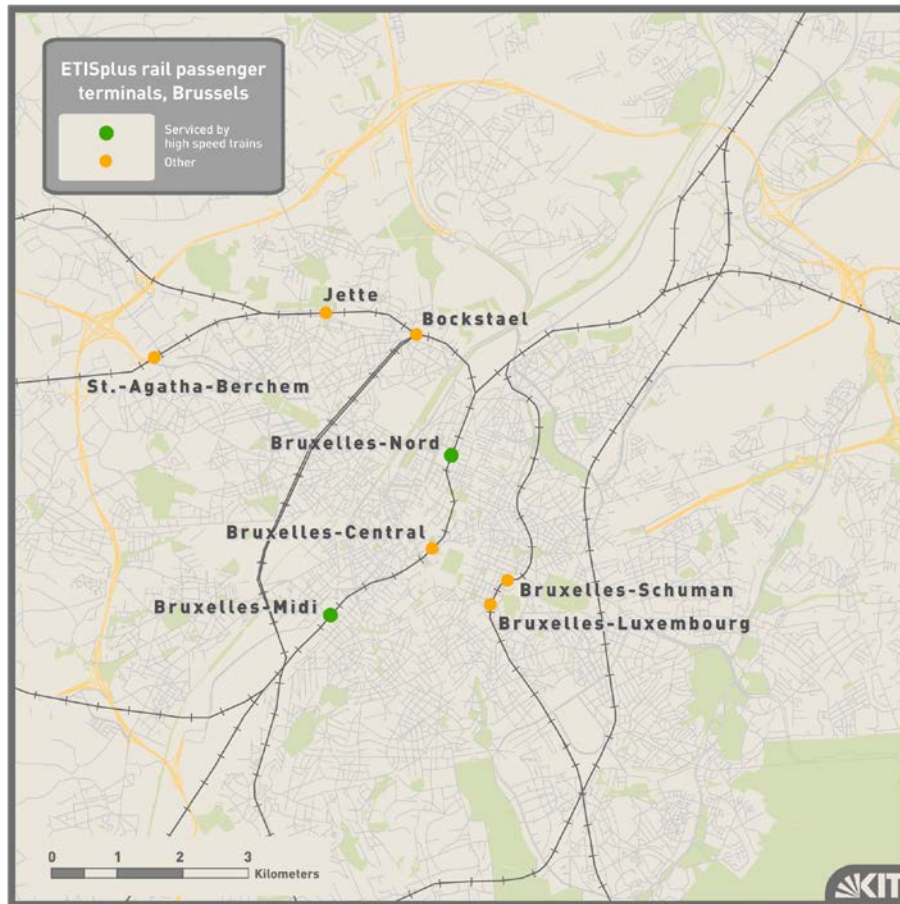 ETISplus rail passenger
terminals, Brussels
Serviced by
high speed trains
Other
Jette
Bockstael
St.-Agatha-Berchem
Bruxelles-Nord
Bruxelles-Central
Bruxelles-Schuman
Bruxelles-Midi
Bruxelles-Luxembourg
0 1 2 3
Kilometers
KIT